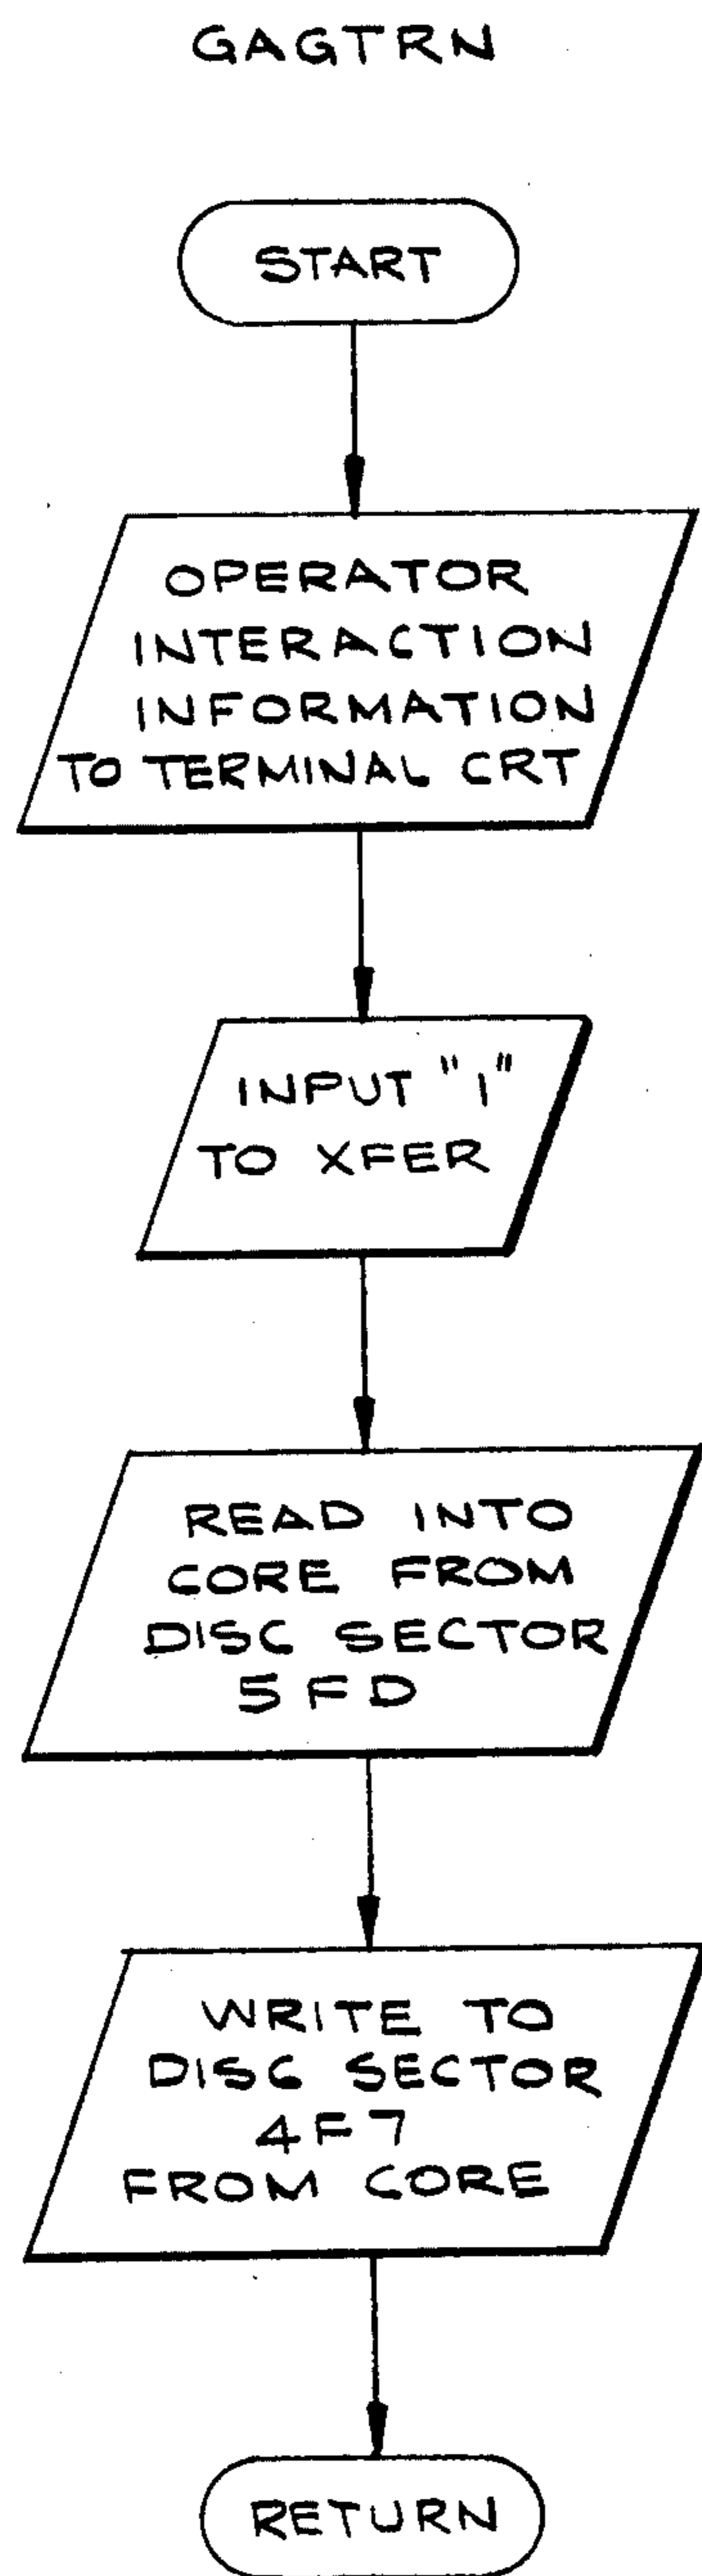 GAGTRN
START
OPERATOR
INTERACTION
INFORMATION
TO TERMINAL CRT
INPUT "1"
TO XFER
READ INTO
CORE FROM
DISC SECTOR
5FD
WRITE TO
DISC SECTOR
4F7
FROM CORE
RETURN